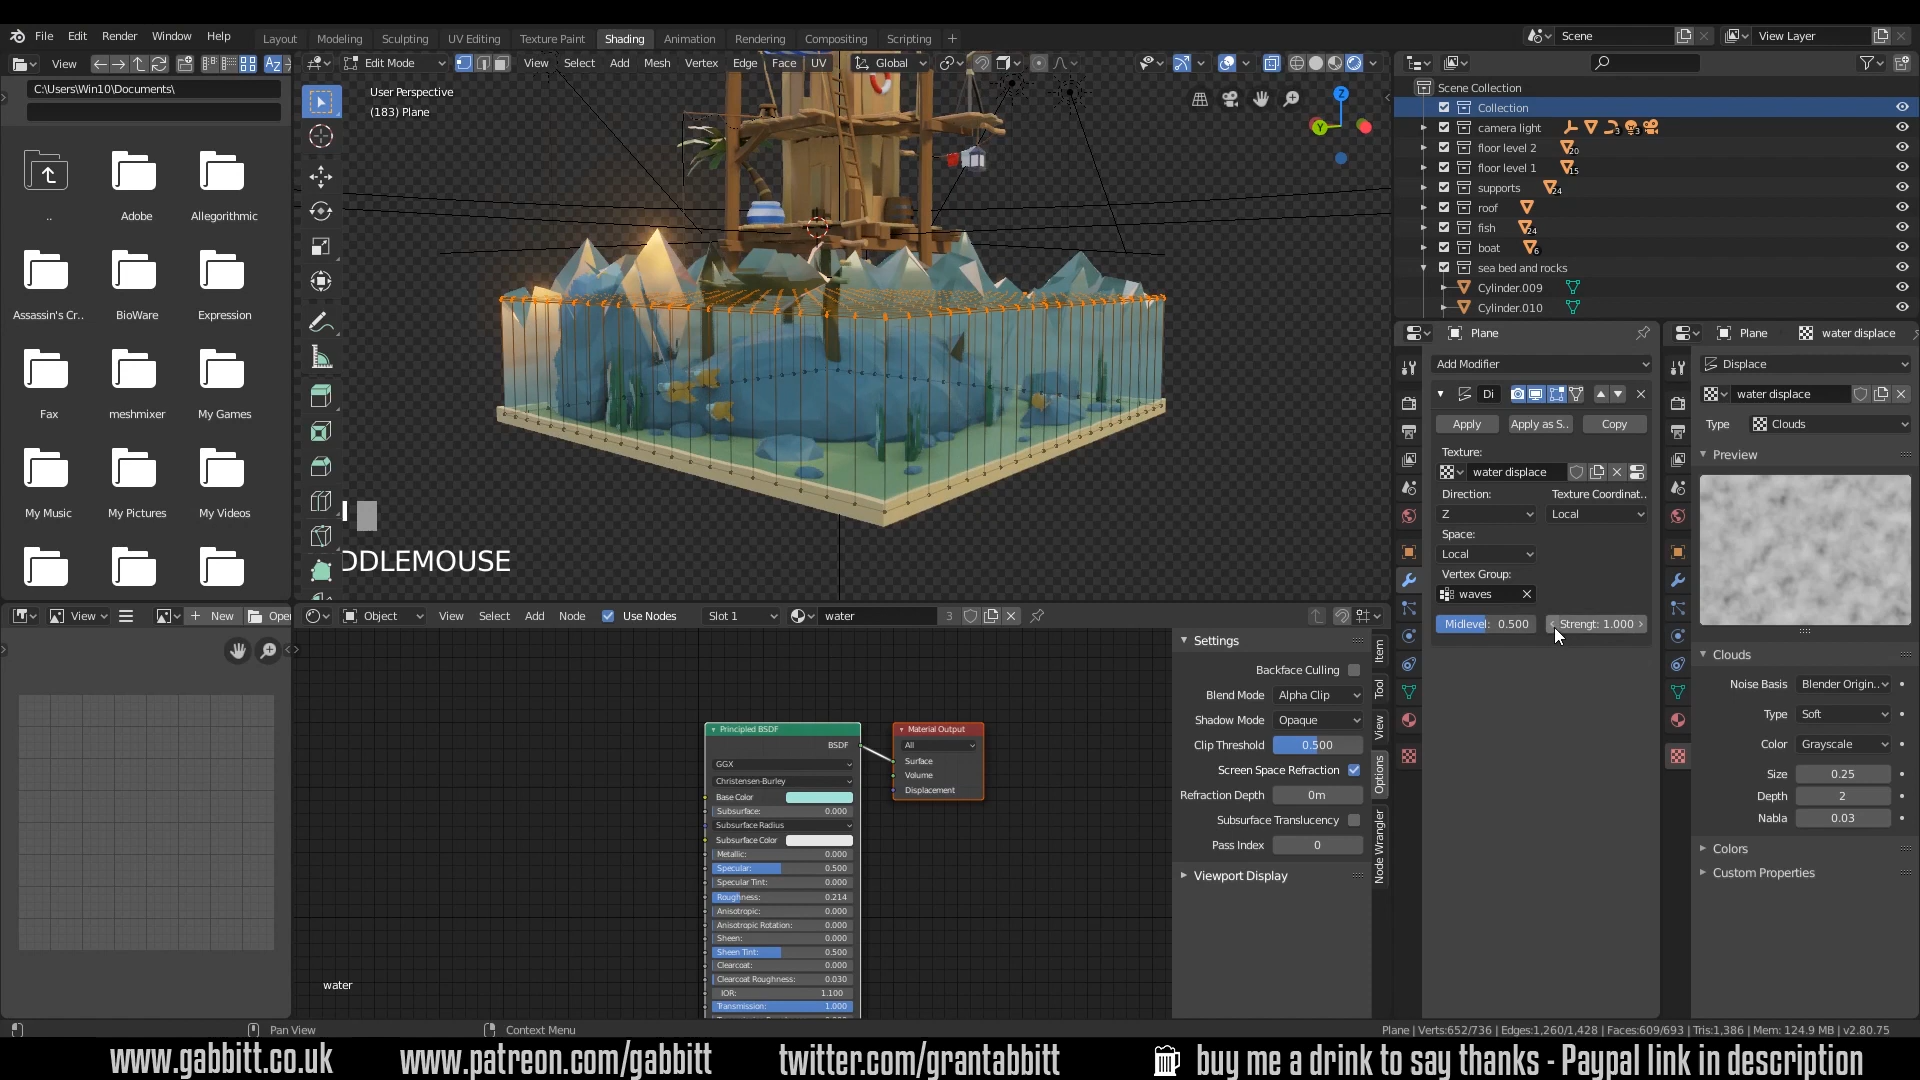 File Edit Render Window Help
Layout Modeling Sculpting UV Editing Texture Paint Shading Animation Rendering Compositing Scripting +
Scene
View Layer
View
Edit Mode
View Select Add Mesh Vertex Edge Face UV
Global
C:\Users\Win10\Documents\
User Perspective
(183) Plane
Z
Y
..
Adobe
Allegorithmic
Assassin's Cr..
BioWare
Expression
Fax
meshmixer
My Games
My Music
My Pictures
My Videos
DDLEMOUSE
Scene Collection
Collection
camera light 3 3
floor level 2 20
floor level 1 15
supports 24
roof
fish 24
boat 6
sea bed and rocks
Cylinder.009
Cylinder.010
Plane
Add Modifier
Di
Apply
Apply as S..
Copy
Texture:
water displace
Direction:
Texture Coordinat..
Z
Local
Space:
Local
Vertex Group:
waves
Midlevel: 0.500
Strengt: 1.000
Plane
water displace
Displace
water displace
Type Clouds
Preview
Clouds
Noise Basis Blender Origin..
Type Soft
Color Grayscale
Size 0.25
Depth 2
Nabla 0.03
Colors
Custom Properties
View
New
Open
Object
View Select Add Node
Use Nodes
Slot 1
water
3
Principled BSDF
BSDF
GGX
Christensen-Burley
Base Color
Subsurface: 0.000
Subsurface Radius
Subsurface Color
Metallic: 0.000
Specular: 0.500
Specular Tint: 0.000
Roughness: 0.214
Anisotropic: 0.000
Anisotropic Rotation: 0.000
Sheen: 0.000
Sheen Tint: 0.500
Clearcoat: 0.000
Clearcoat Roughness: 0.030
IOR: 1.100
Transmission: 1.000
Material Output
All
Surface
Volume
Displacement
water
Settings
Backface Culling
Blend Mode Alpha Clip
Shadow Mode Opaque
Clip Threshold 0.500
Screen Space Refraction
Refraction Depth 0m
Subsurface Translucency
Pass Index 0
Viewport Display
Item
Tool
View
Options
Node Wrangler
Pan View
Context Menu
Plane | Verts:652/736 | Edges:1,260/1,428 | Faces:609/693 | Tris:1,386 | Mem: 124.9 MB | v2.80.75
www.gabbitt.co.uk www.patreon.com/gabbitt twitter.com/grantabbitt buy me a drink to say thanks - Paypal link in description